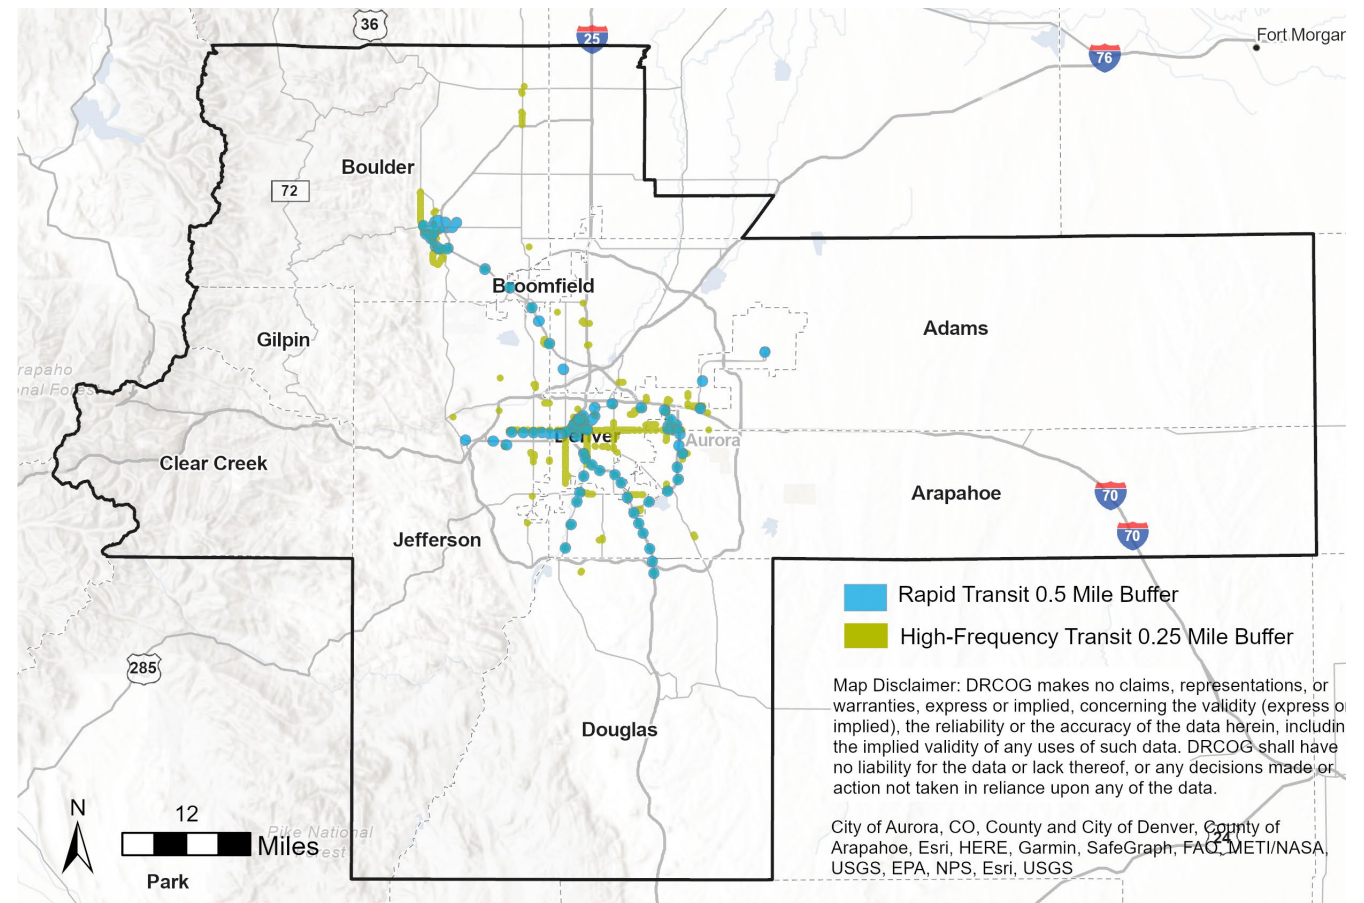 36
25
76
Fort Morgar
Boulder
72
Broomfield
Adams
Gilpin
rapaho
nal Fores
Denver
Aurora
Clear Creek
Arapahoe
70
Jefferson
70
Rapid Transit 0.5 Mile Buffer
High-Frequency Transit 0.25 Mile Buffer
285
Map Disclaimer: DRCOG makes no claims, representations, or
warranties, express or implied, concerning the validity (express or
implied), the reliability or the accuracy of the data herein, includin
the implied validity of any uses of such data. DRCOG shall have
no liability for the data or lack thereof, or any decisions made or
action not taken in reliance upon any of the data.
Douglas
N
12
Miles
Pike National
Forest
Park
City of Aurora, CO, County and City of Denver, County of
Arapahoe, Esri, HERE, Garmin, SafeGraph, FAO, METI/NASA,
USGS, EPA, NPS, Esri, USGS
24